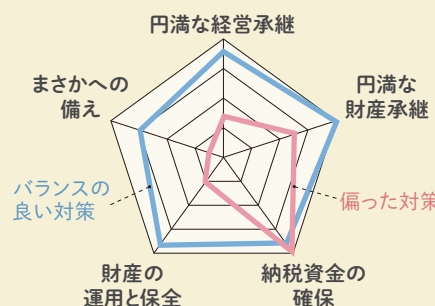 円満な経営承継
まさかへの
備え
円満な
財産承継
バランスの
良い対策
偏った対策
財産の
運用と保全
納税資金の
確保